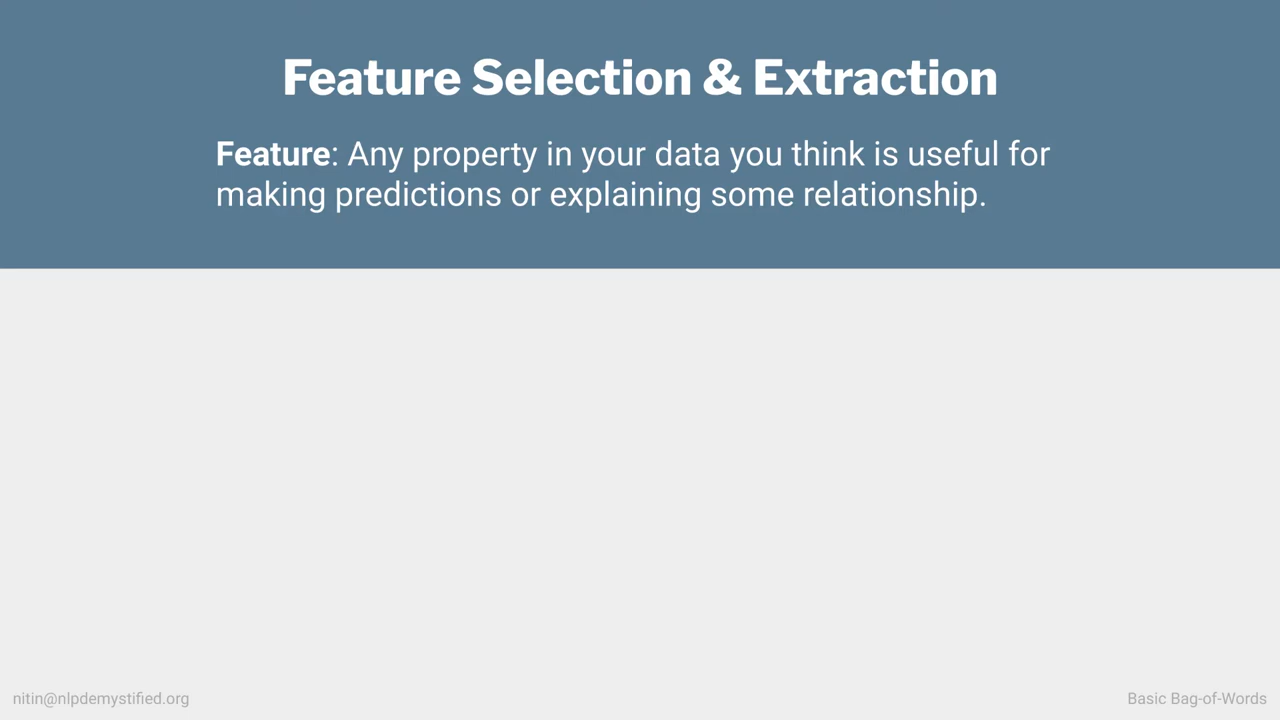 Feature Selection & Extraction
Feature: Any property in your data you think is useful for
making predictions or explaining some relationship.
nitin@nlpdemystified.org
Basic Bag-of-Words